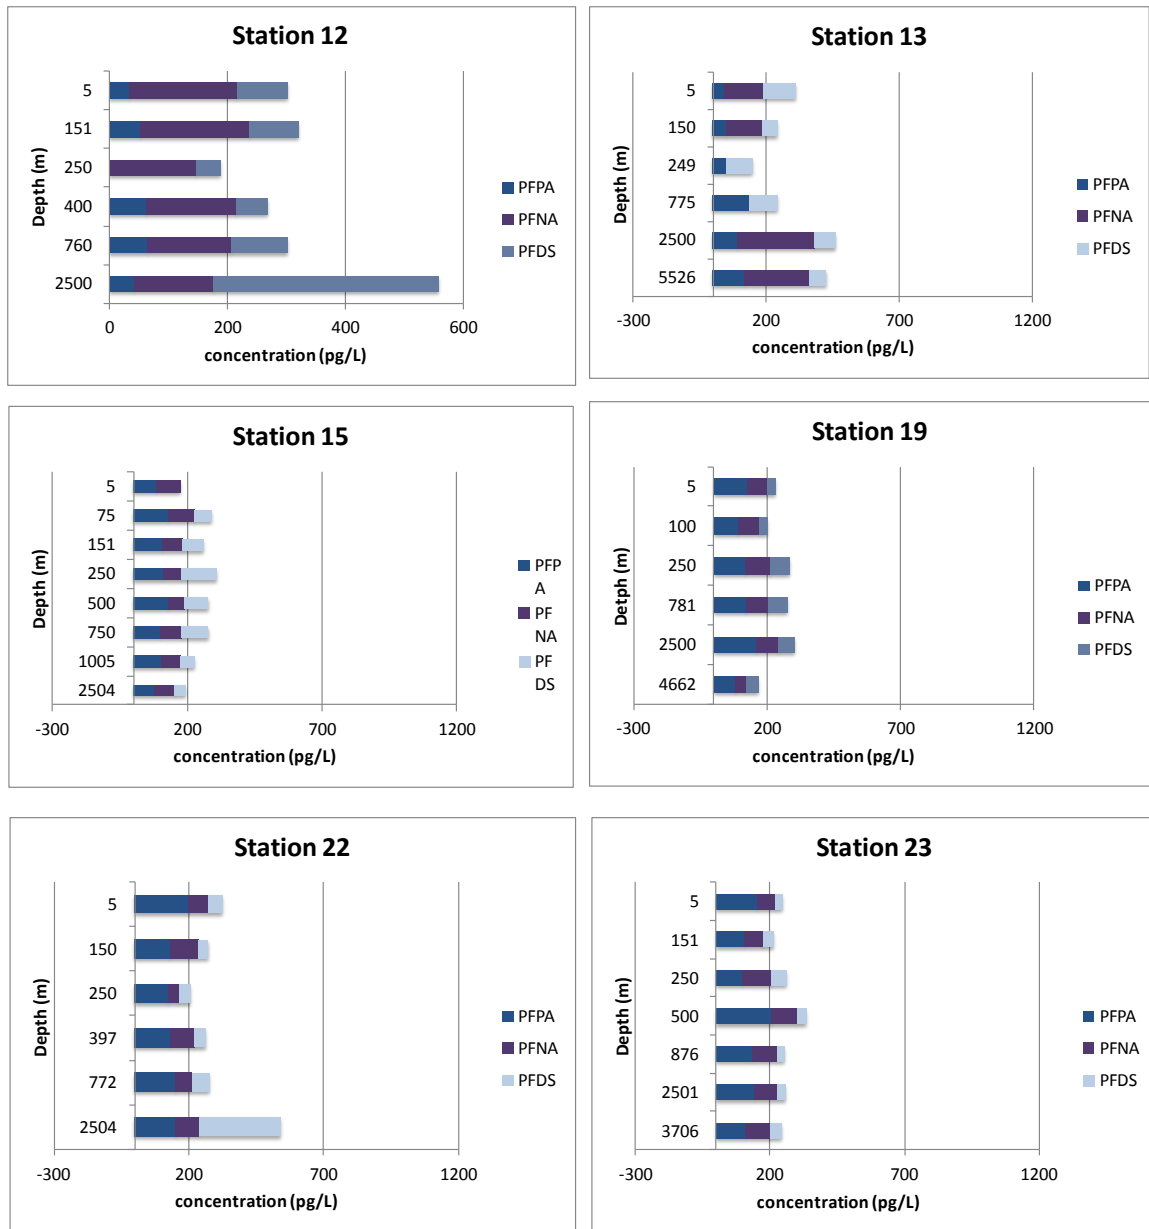 Station 12
5
151
250
400
760
2500
Depth (m)
0 200 400 600
concentration (pg/L)
PFPA
PFNA
PFDS
Station 13
5
150
249
775
2500
5526
Depth (m)
-300 200 700 1200
concentration (pg/L)
PFPA
PFNA
PFDS
Station 15
5
75
151
250
500
750
1005
2504
Depth (m)
-300 200 700 1200
concentration (pg/L)
PFP
A
PF
NA
PF
DS
Station 19
5
100
250
781
2500
4662
Detph (m)
-300 200 700 1200
concentration (pg/L)
PFPA
PFNA
PFDS
Station 22
5
150
250
397
772
2504
Depth (m)
-300 200 700 1200
concentration (pg/L)
PFPA
PFNA
PFDS
Station 23
5
151
250
500
876
2501
3706
Depth (m)
-300 200 700 1200
concentration (pg/L)
PFPA
PFNA
PFDS